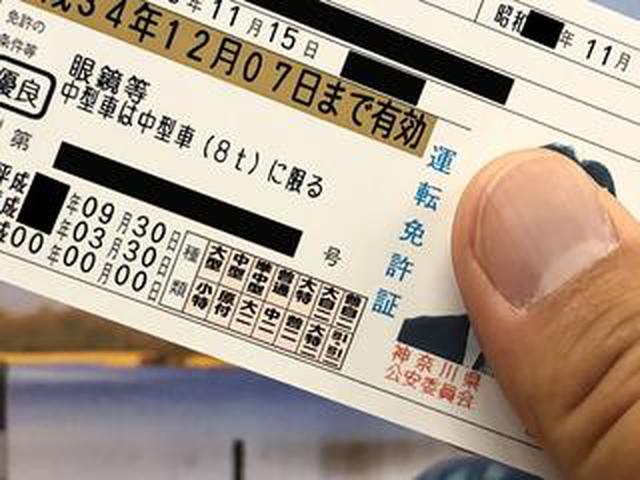 昭和 年 11月
年11月15日
成34年12月07日まで有効
免許の
条件等
眼鏡等
中型車は中型車(8t)に限る
優良
第 号
平成 年09月30日
成 年03月30日
成00年00月00日
種類
大型 中型 準中型 普通 大特 大自二 普自二
小特 原付 大二 中二 普二 大特二
運転免許証
神奈川県
公安委員会